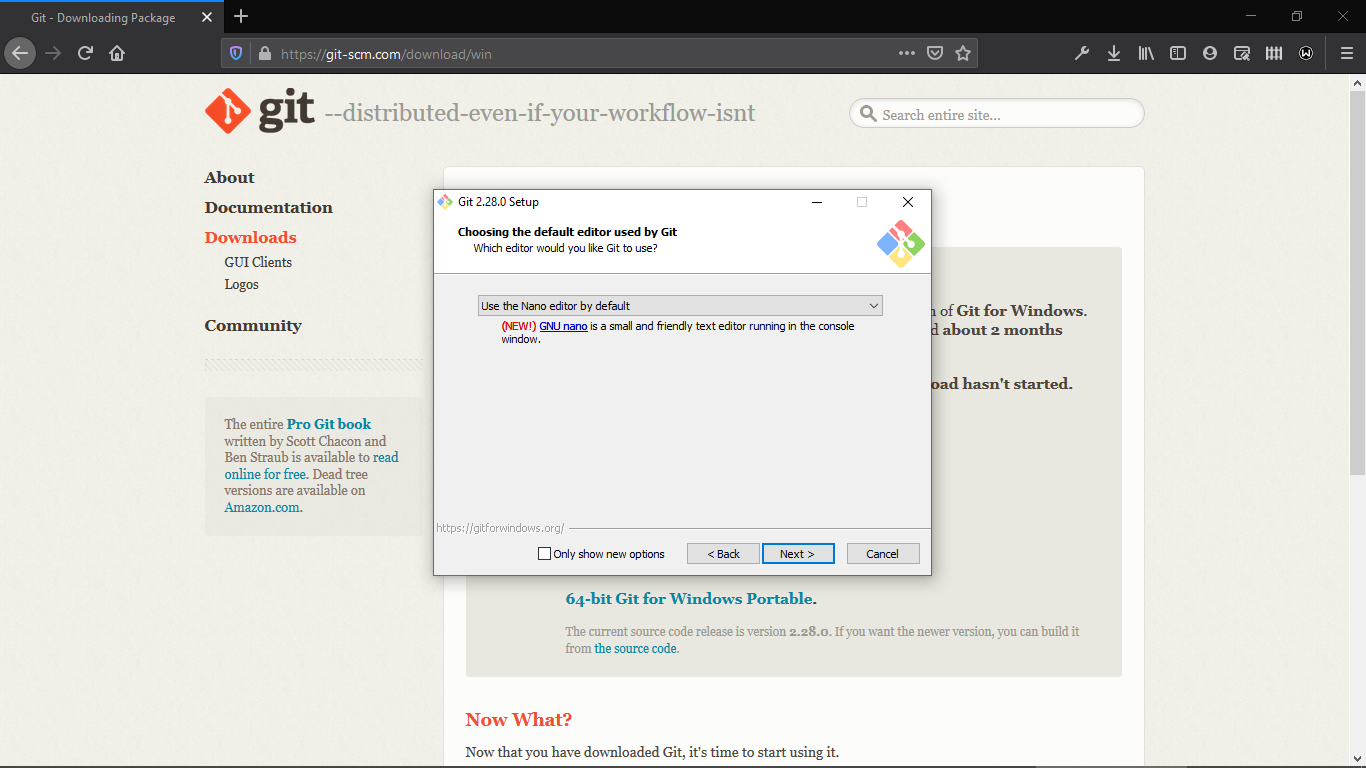 Git - Downloading Package
https://git-scm.com/download/win
git --distributed-even-if-your-workflow-isnt
Search entire site...
About
Documentation
Downloads
GUI Clients
Logos
Community
The entire Pro Git book
written by Scott Chacon and
Ben Straub is available to read
online for free. Dead tree
versions are available on
Amazon.com.
Git 2.28.0 Setup
Choosing the default editor used by Git
Which editor would you like Git to use?
Use the Nano editor by default
(NEW!) GNU nano is a small and friendly text editor running in the console
window.
https://gitforwindows.org/
Only show new options
< Back
Next >
Cancel
of Git for Windows.
about 2 months
hasn't started.
64-bit Git for Windows Portable.
The current source code release is version 2.28.0. If you want the newer version, you can build it
from the source code.
Now What?
Now that you have downloaded Git, it's time to start using it.